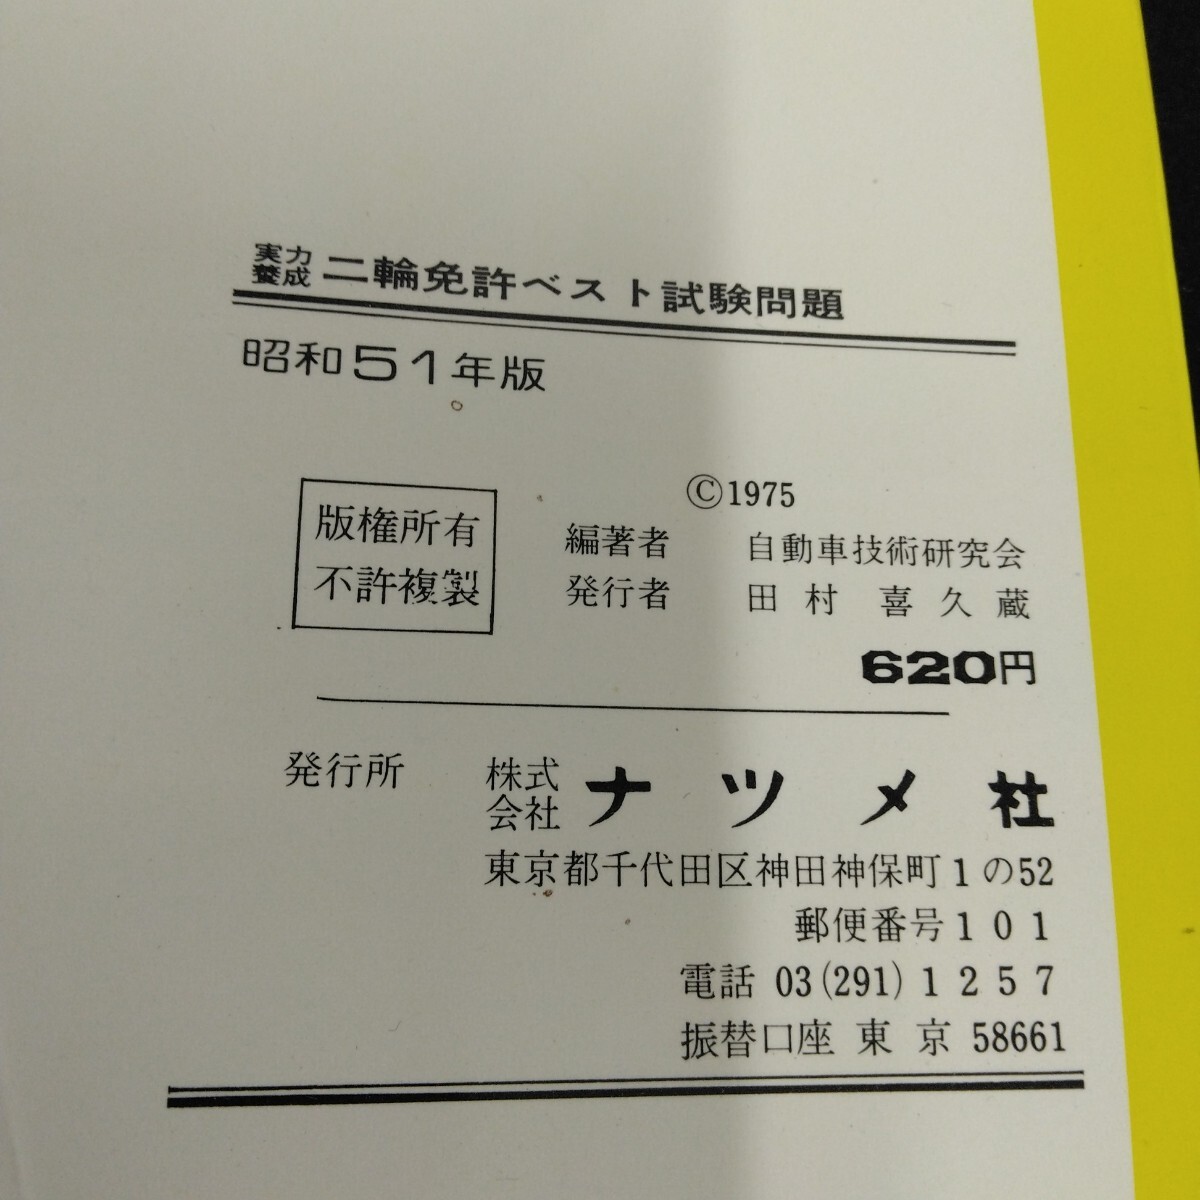 実力養成 二輪免許ベスト試験問題
昭和51年版
©1975
版権所有
不許複製
編著者 自動車技術研究会
発行者 田村喜久蔵
620円
発行所 株式会社 ナツメ社
東京都千代田区神田神保町1の52
郵便番号101
電話 03(291)1257
振替口座 東京 58661